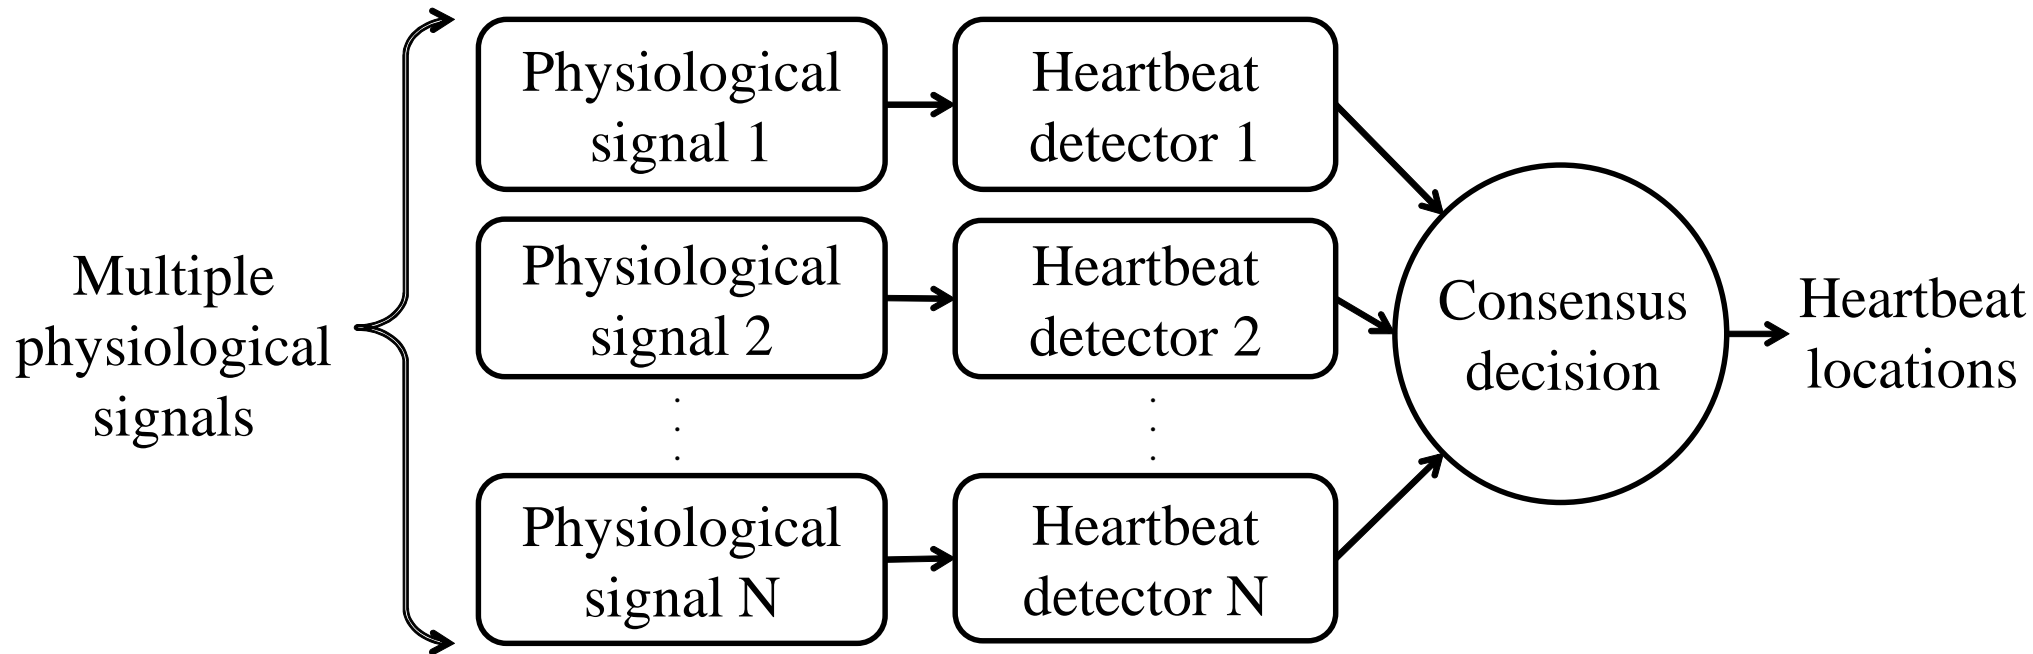 Multiple
physiological
signals
Physiological
signal 1
Heartbeat
detector 1
Physiological
signal 2
Heartbeat
detector 2
Physiological
signal N
Heartbeat
detector N
Consensus
decision
Heartbeat
locations